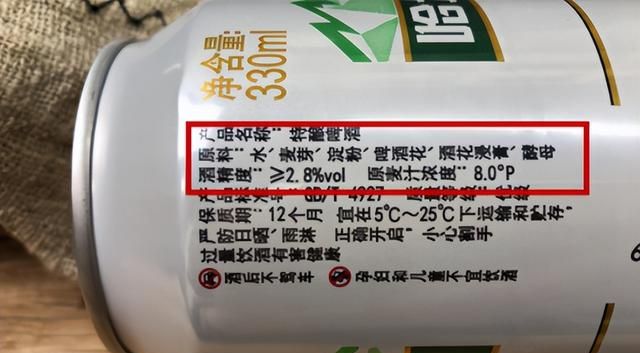 净含量:
330ml
哈
产品名称：特酿啤酒
原料：水、麦芽、淀粉、啤酒花、酒花浸膏、酵母
酒精度：≥2.8%vol 原麦汁浓度：8.0°P
产品标准号: 质量等级：优级
保质期：12个月 宜在5℃~25℃下运输和贮存，
严防日晒、雨淋 正确开启，小心割手
过量饮酒有害健康
酒后不驾车 孕妇和儿童不宜饮酒